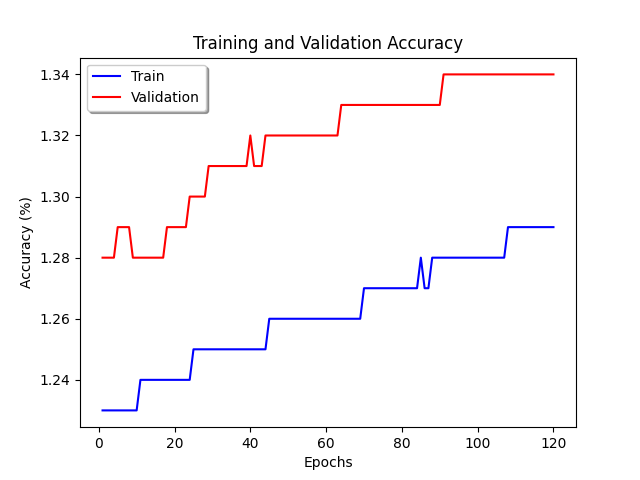 Training and Validation Accuracy
Train
Validation
Accuracy (%)
1.34
1.32
1.30
1.28
1.26
1.24
0 20 40 60 80 100 120
Epochs